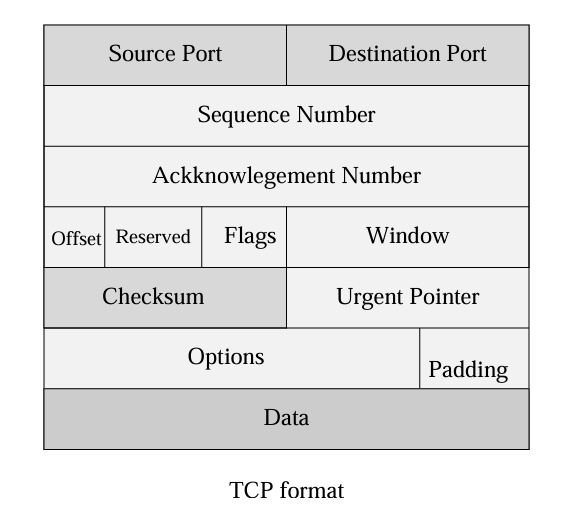 Source Port Destination Port
Sequence Number
Ackknowlegement Number
Offset Reserved Flags Window
Checksum Urgent Pointer
Options Padding
Data
TCP format